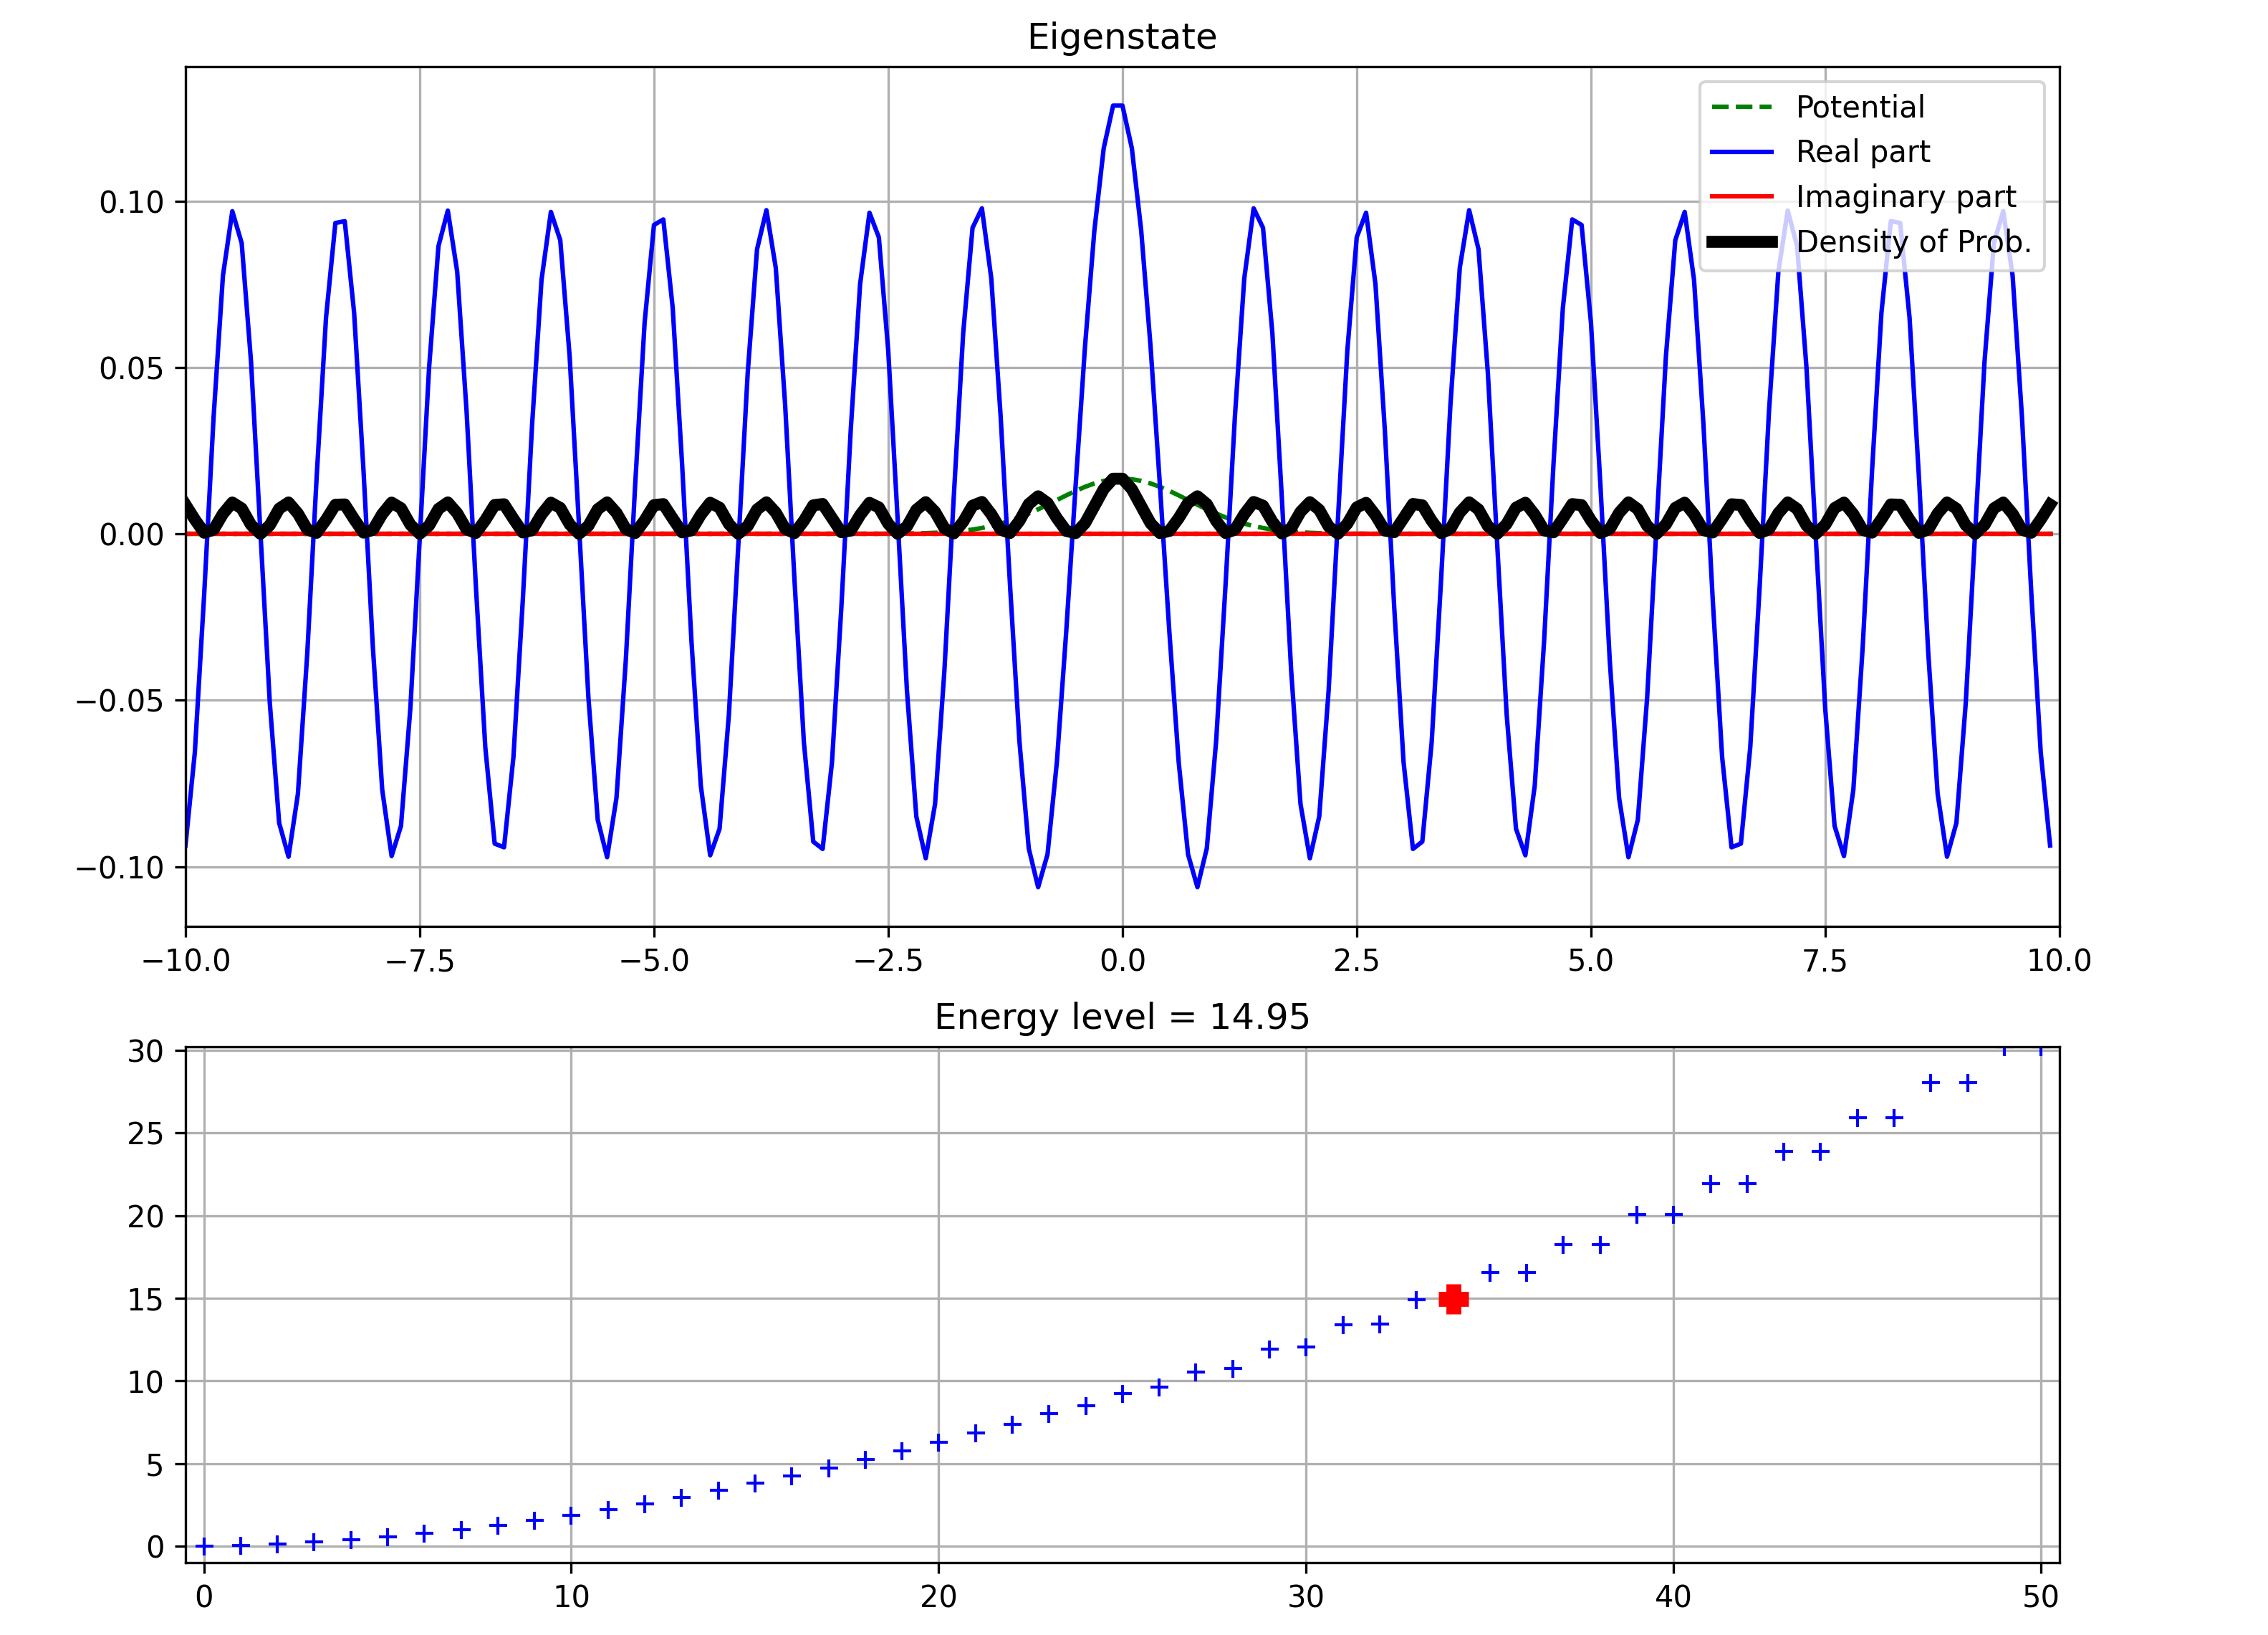 Eigenstate
Potential
Real part
Imaginary part
Density of Prob.
0.10
0.05
0.00
−0.05
−0.10
−10.0 −7.5 −5.0 −2.5 0.0 2.5 5.0 7.5 10.0
Energy level = 14.95
30
25
20
15
10
5
0
0 10 20 30 40 50